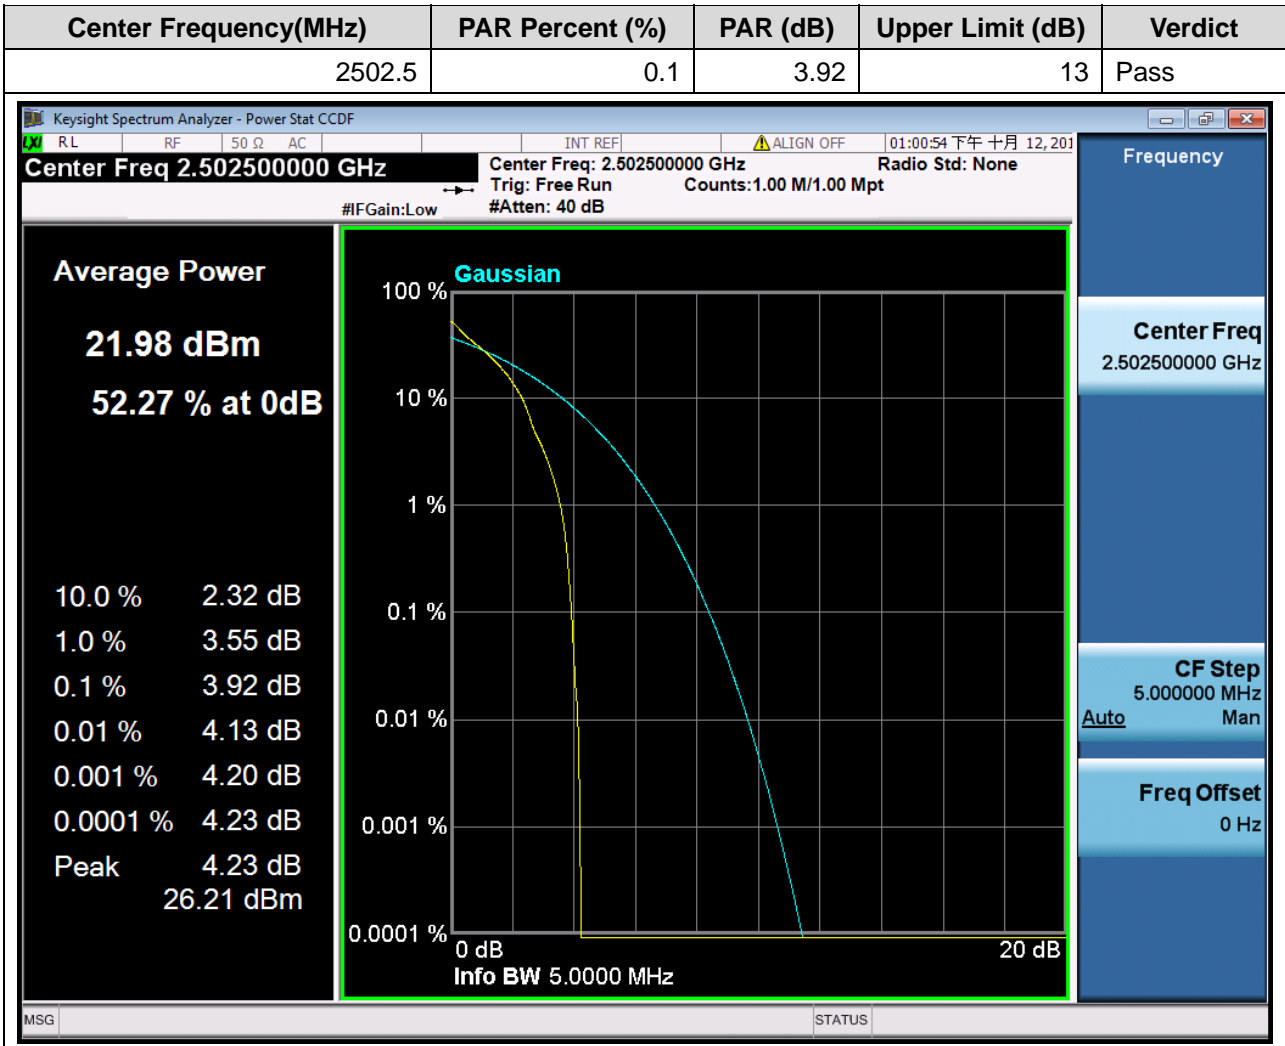 Center Frequency(MHz) PAR Percent (%) PAR (dB) Upper Limit (dB) Verdict
2502.5 0.1 3.92 13 Pass
Keysight Spectrum Analyzer - Power Stat CCDF
LXI RL RF 50 Ω AC INT REF ALIGN OFF 01:00:54 下午 十月 12, 201
Center Freq 2.502500000 GHz
Center Freq: 2.502500000 GHz Radio Std: None
Trig: Free Run Counts:1.00 M/1.00 Mpt
#IFGain:Low #Atten: 40 dB
Average Power
21.98 dBm
52.27 % at 0dB
10.0 % 2.32 dB
1.0 % 3.55 dB
0.1 % 3.92 dB
0.01 % 4.13 dB
0.001 % 4.20 dB
0.0001 % 4.23 dB
Peak 4.23 dB
26.21 dBm
Gaussian
100 %
10 %
1 %
0.1 %
0.01 %
0.001 %
0.0001 %
0 dB 20 dB
Info BW 5.0000 MHz
Frequency
Center Freq
2.502500000 GHz
CF Step
5.000000 MHz
Auto Man
Freq Offset
0 Hz
MSG STATUS